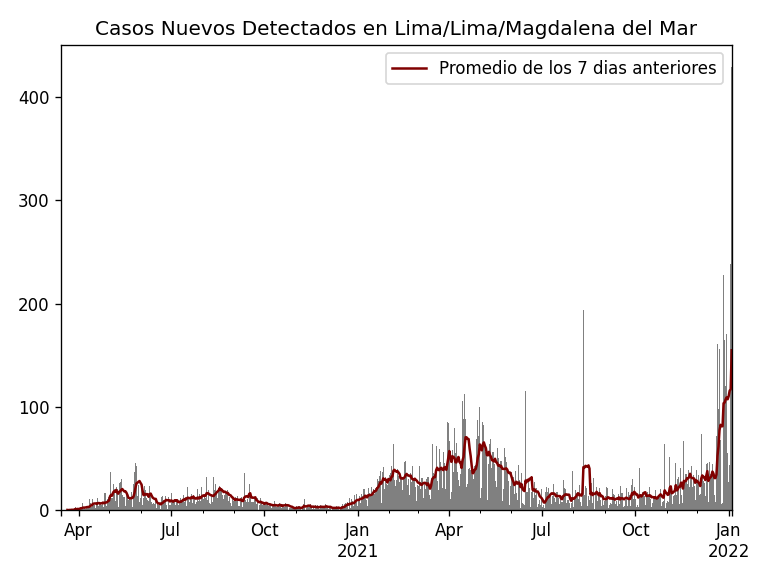 Casos Nuevos Detectados en Lima/Lima/Magdalena del Mar
Promedio de los 7 dias anteriores
400
300
200
100
0
Apr Jul Oct Jan Apr Jul Oct Jan
2021 2022